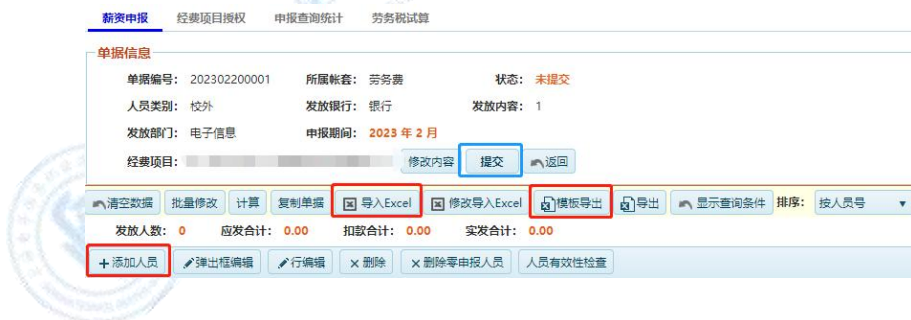 薪资申报 经费项目授权 申报查询统计 劳务税试算
单据信息
单据编号： 202302200001 所属帐套： 劳务费 状态： 未提交
人员类别： 校外 发放银行： 银行 发放内容： 1
发放部门： 电子信息 申报期间： 2023 年 2 月
经费项目： 修改内容 提交 返回
清空数据 批量修改 计算 复制单据 导入Excel 修改导入Excel 模板导出 导出 显示查询条件 排序： 按人员号
发放人数： 0 应发合计： 0.00 扣款合计： 0.00 实发合计： 0.00
添加人员 弹出框编辑 行编辑 删除 删除零申报人员 人员有效性检查